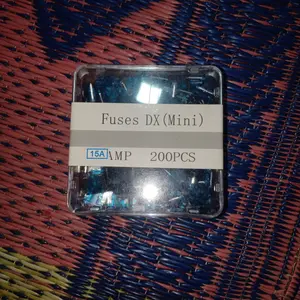 Fuses DX(Mini)
15A AMP 200PCS